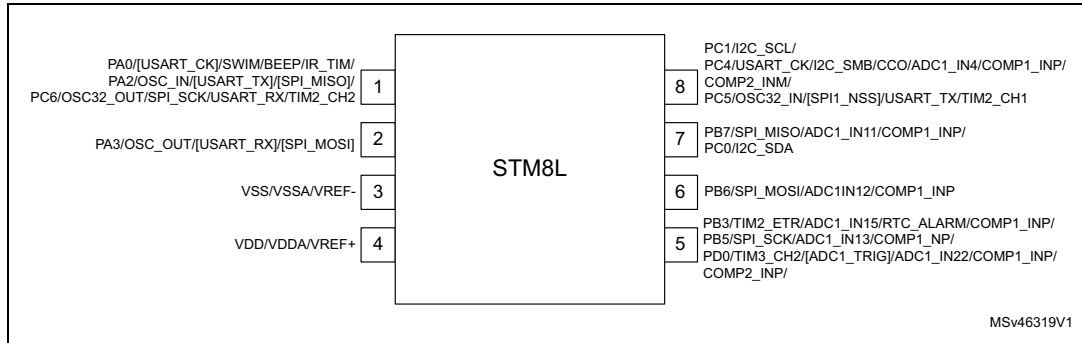 PA0/[USART_CK]/SWIM/BEEP/IR_TIM/
PA2/OSC_IN/[USART_TX]/[SPI_MISO]/
PC6/OSC32_OUT/SPI_SCK/USART_RX/TIM2_CH2
1
PA3/OSC_OUT/[USART_RX]/[SPI_MOSI]
2
VSS/VSSA/VREF-
3
VDD/VDDA/VREF+
4
STM8L
PC1/I2C_SCL/
PC4/USART_CK/I2C_SMB/CCO/ADC1_IN4/COMP1_INP/
COMP2_INM/
PC5/OSC32_IN/[SPI1_NSS]/USART_TX/TIM2_CH1
8
PB7/SPI_MISO/ADC1_IN11/COMP1_INP/
PC0/I2C_SDA
7
PB6/SPI_MOSI/ADC1IN12/COMP1_INP
6
PB3/TIM2_ETR/ADC1_IN15/RTC_ALARM/COMP1_INP/
PB5/SPI_SCK/ADC1_IN13/COMP1_NP/
PD0/TIM3_CH2/[ADC1_TRIG]/ADC1_IN22/COMP1_INP/
COMP2_INP/
5
MSv46319V1